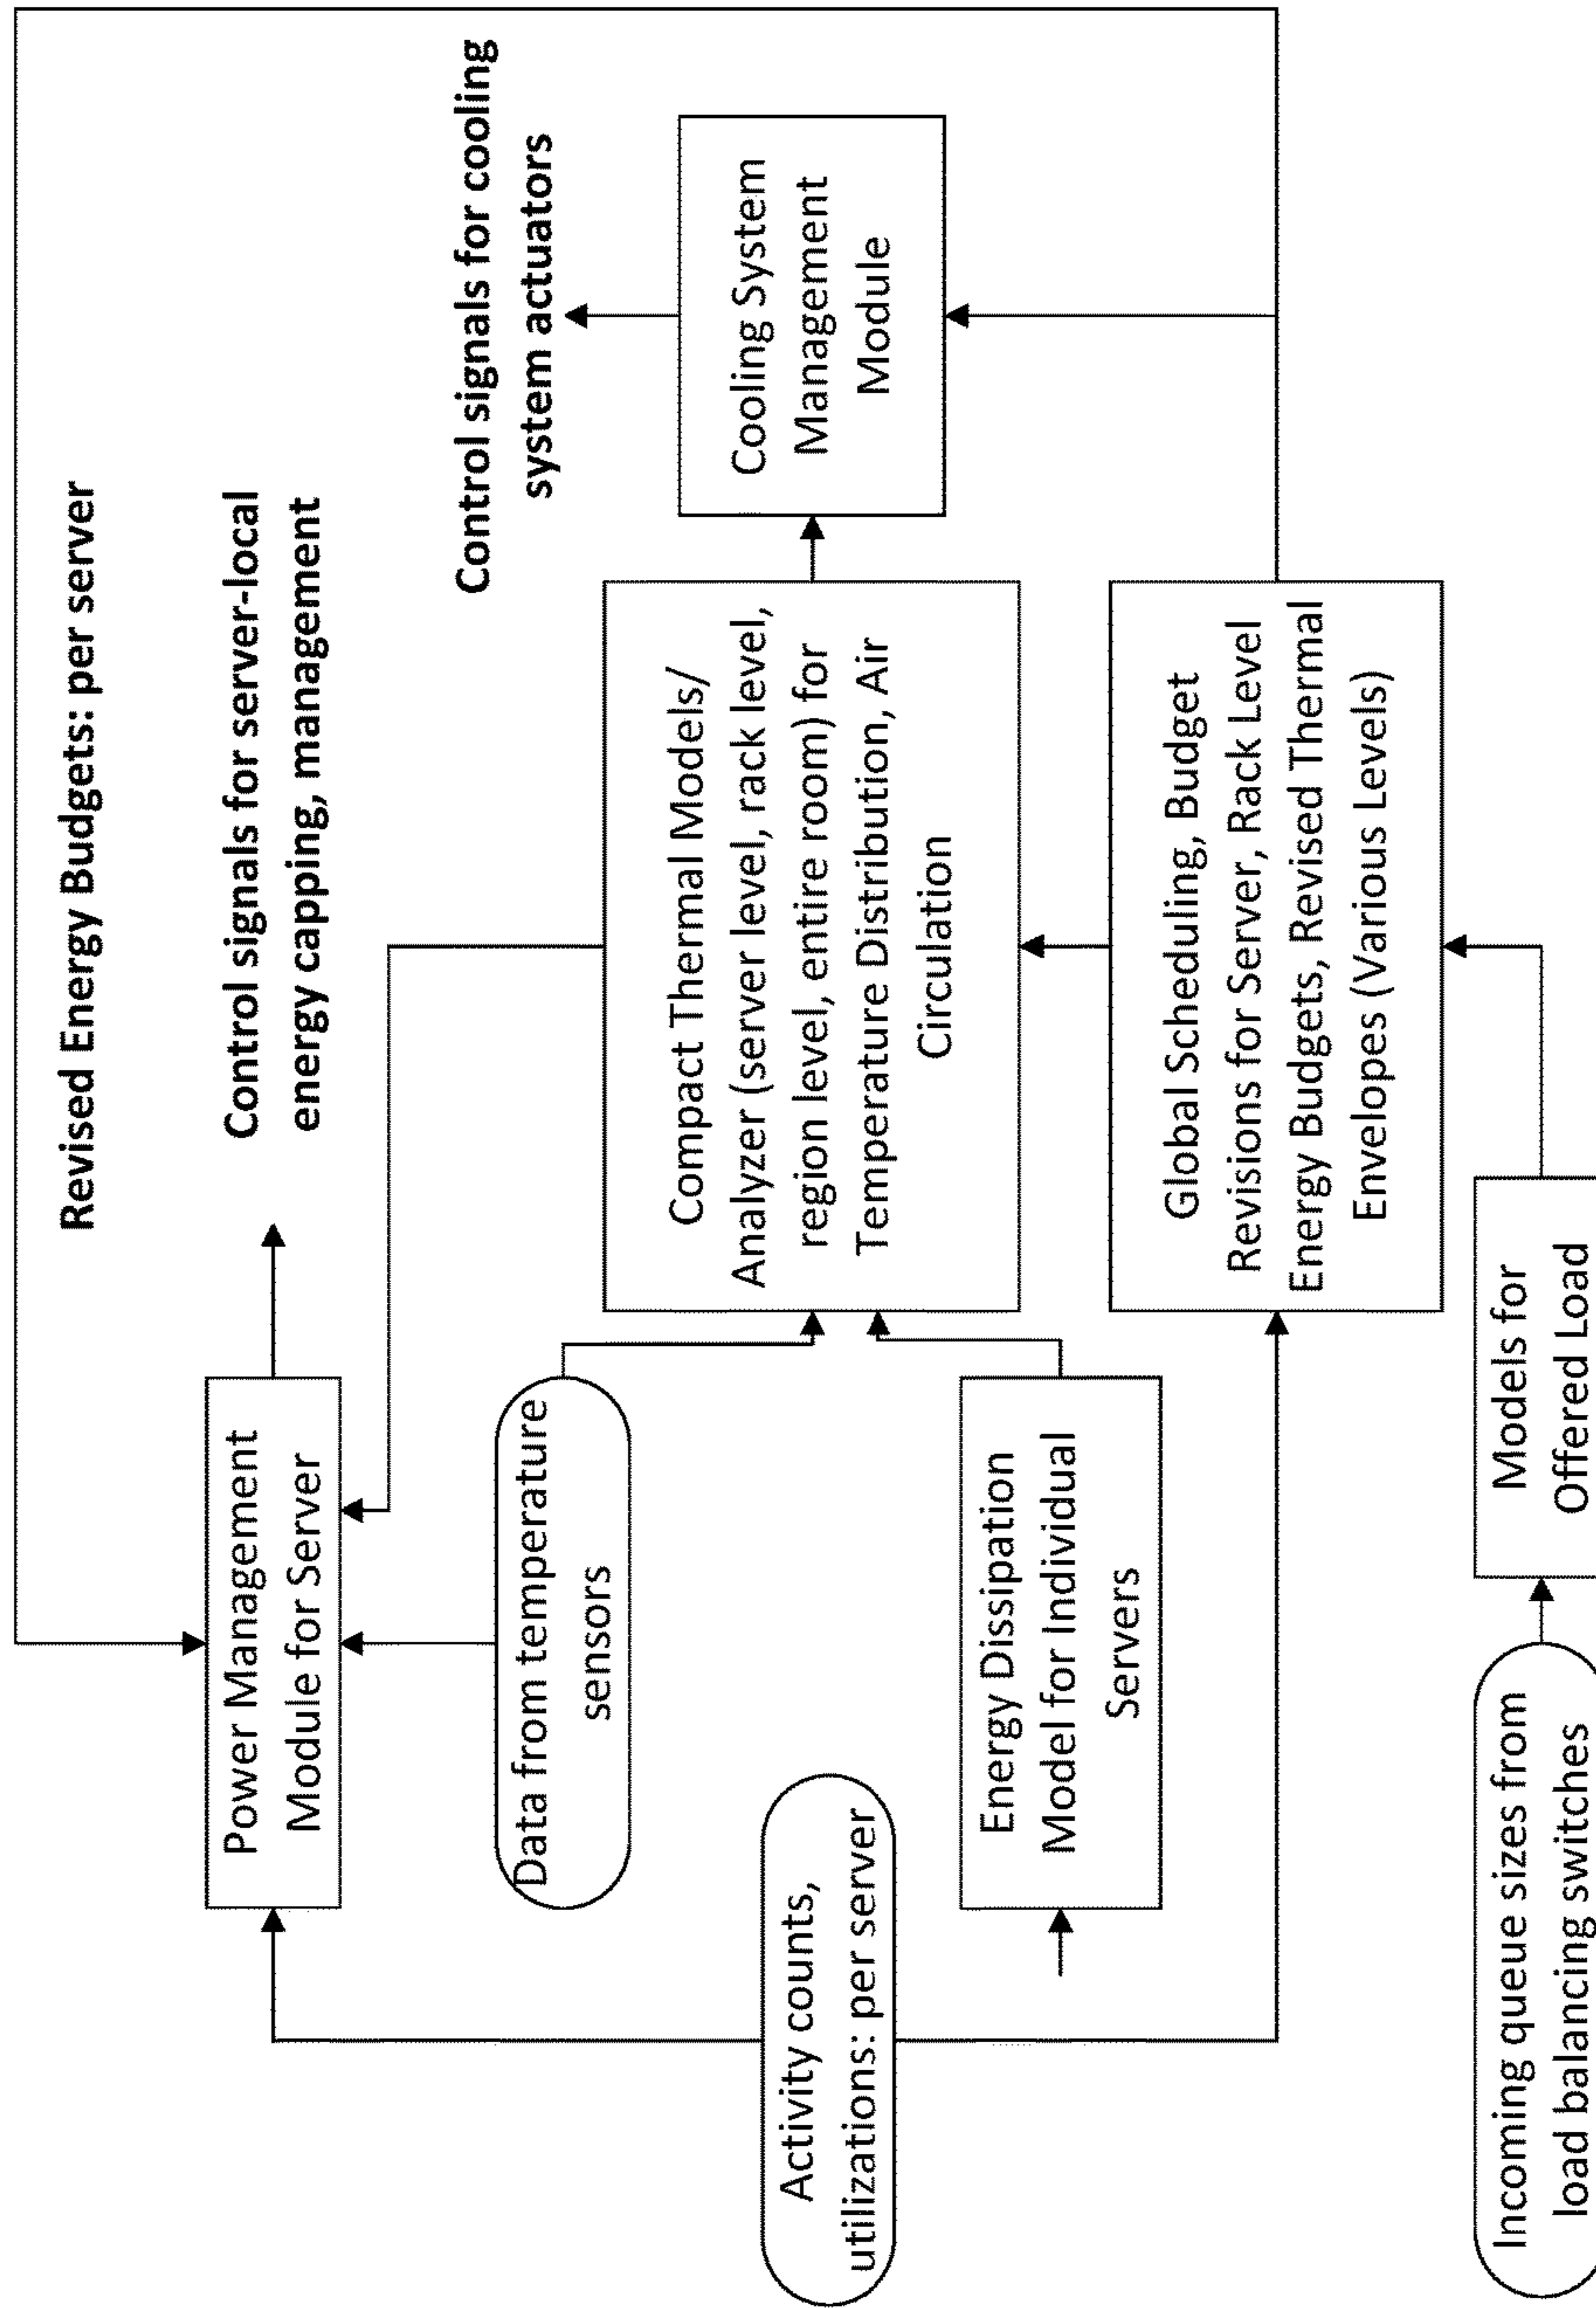 Revised Energy Budgets: per server
Control signals for server-local
energy capping, management
Power Management
Module for Server
Control signals for cooling
system actuators
Data from temperature
sensors
Compact Thermal Models/
Analyzer (server level, rack level,
region level, entire room) for
Temperature Distribution, Air
Circulation
Cooling System
Management
Module
Activity counts,
utilizations: per server
Energy Dissipation
Model for Individual
Servers
Global Scheduling, Budget
Revisions for Server, Rack Level
Energy Budgets, Revised Thermal
Envelopes (Various Levels)
Incoming queue sizes from
load balancing switches
Models for
Offered Load